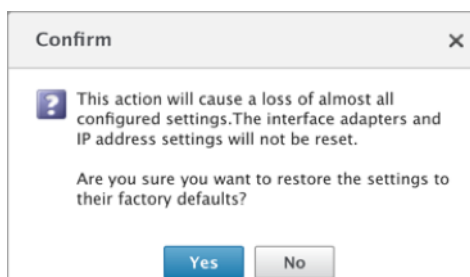 Confirm
This action will cause a loss of almost all
configured settings.The interface adapters and
IP address settings will not be reset.
Are you sure you want to restore the settings to
their factory defaults?
Yes No